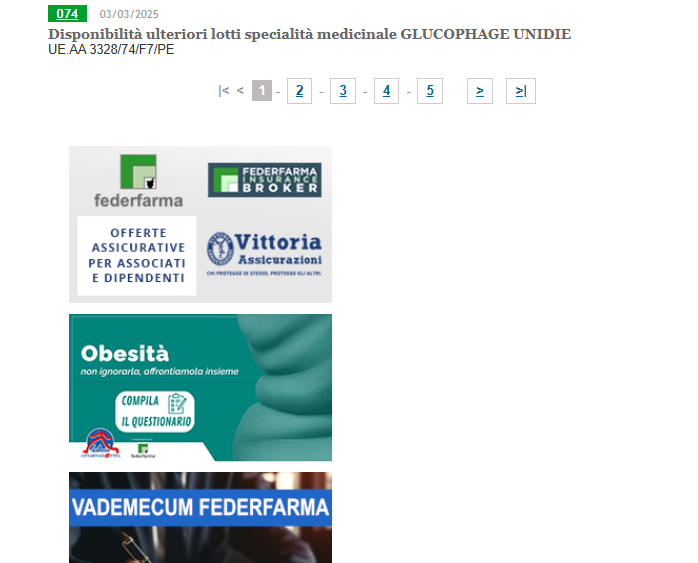 074 03/03/2025
Disponibilità ulteriori lotti specialità medicinale GLUCOPHAGE UNIDIE
UE.AA 3328/74/F7/PE
|< < 1 - 2 - 3 - 4 - 5 > >|
federfarma
FEDERFARMA
INSURANCE
BROKER
OFFERTE
ASSICURATIVE
PER ASSOCIATI
E DIPENDENTI
Vittoria
Assicurazioni
CHI PROTEGGE SE STESSO, PROTEGGE GLI ALTRI.
Obesità
non ignorarla, affrontiamola insieme
COMPILA
IL QUESTIONARIO
federfarma
VADEMECUM FEDERFARMA